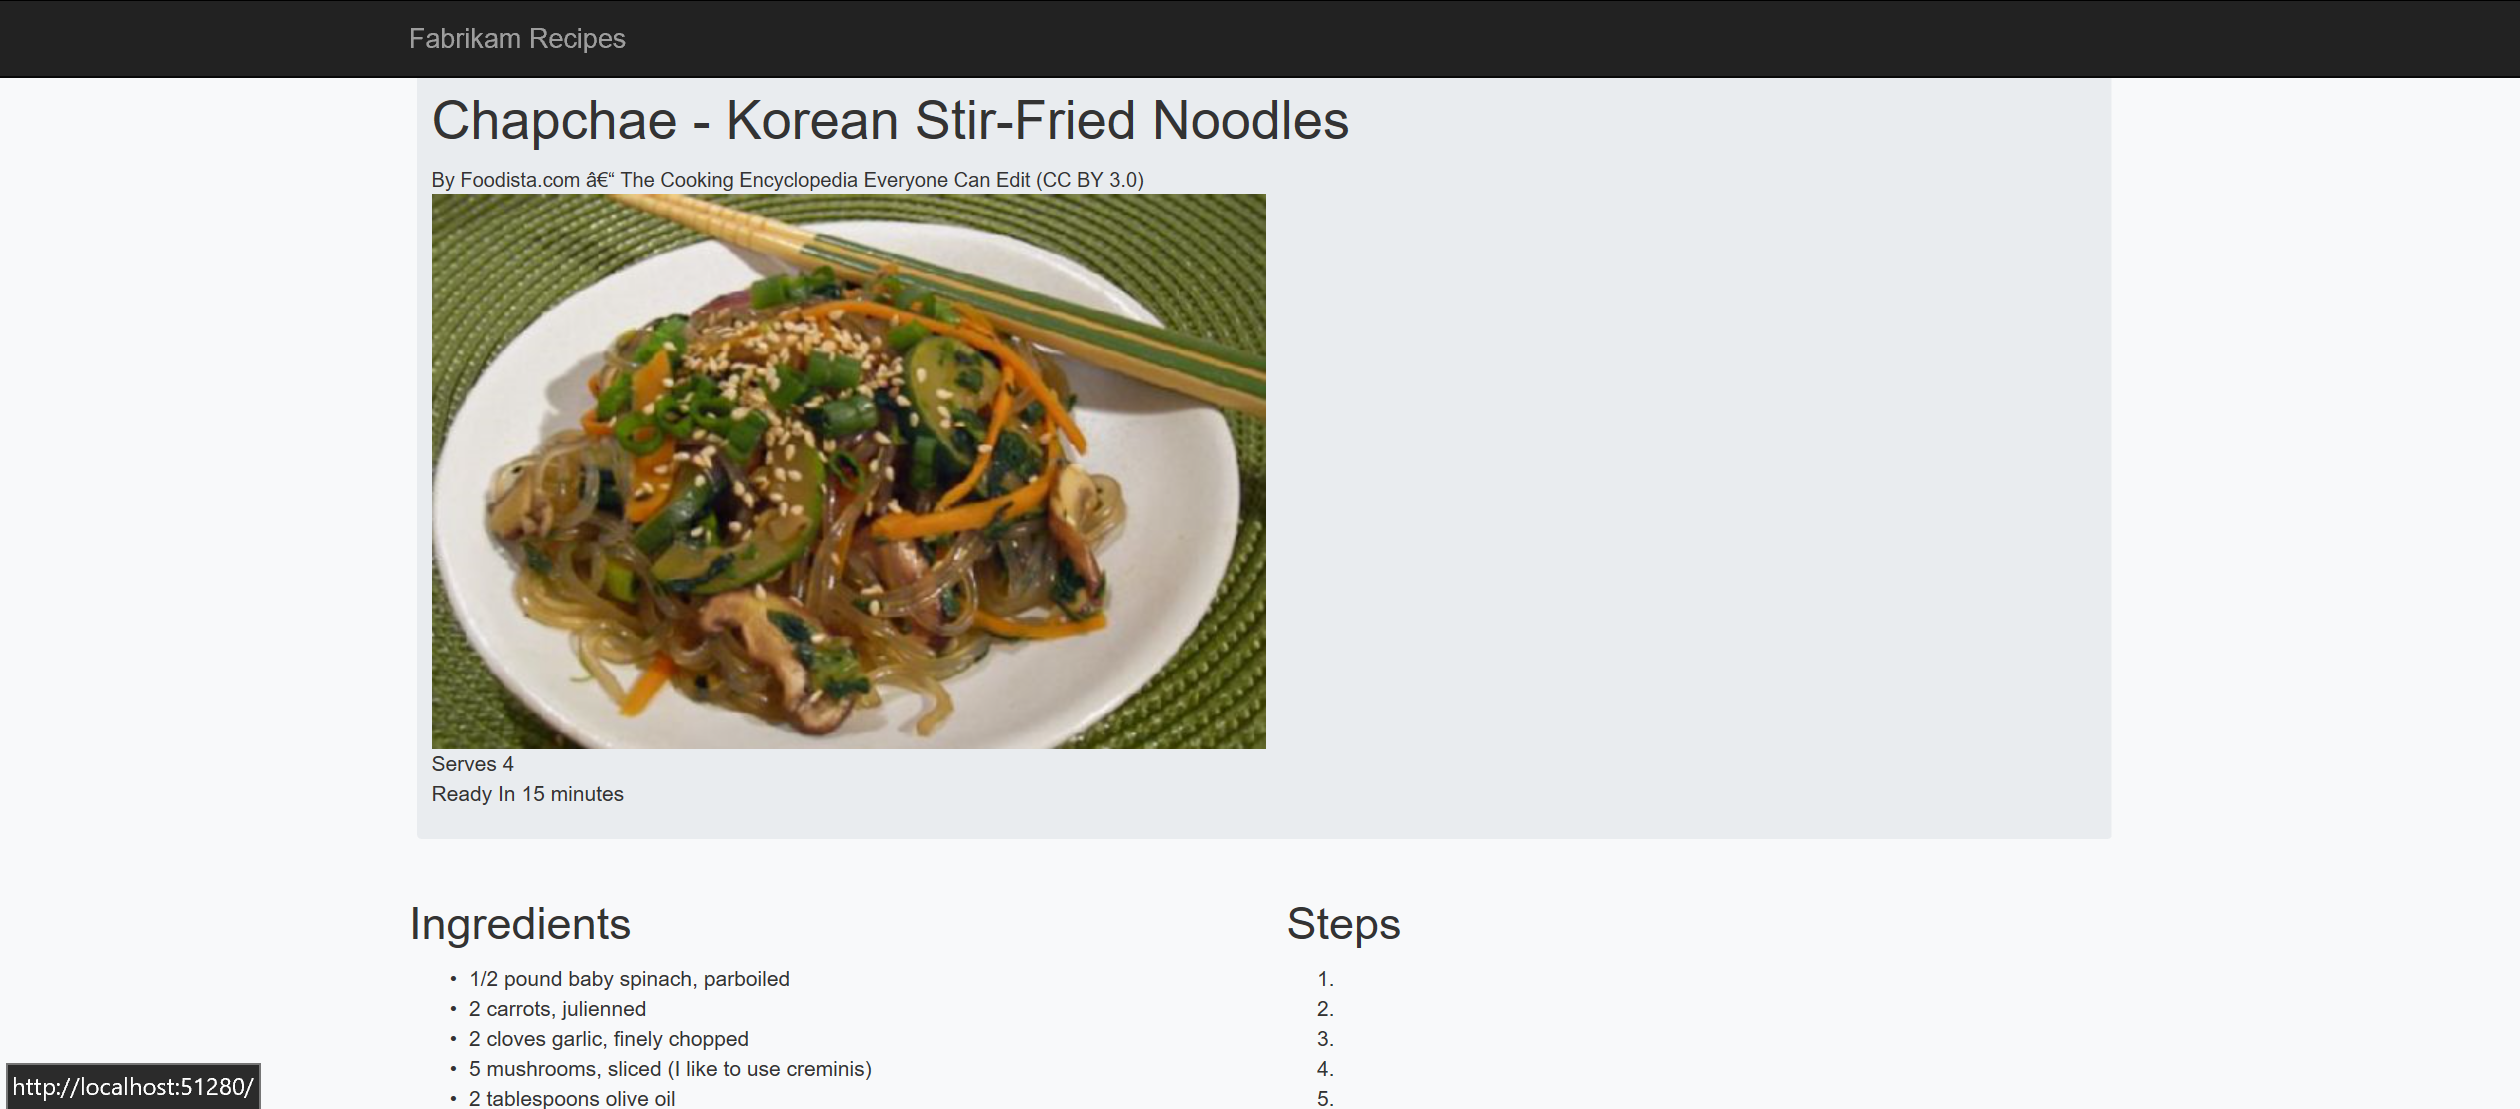 Fabrikam Recipes
Chapchae - Korean Stir-Fried Noodles
By Foodista.com â€“ The Cooking Encyclopedia Everyone Can Edit (CC BY 3.0)
Serves 4
Ready In 15 minutes
Ingredients
• 1/2 pound baby spinach, parboiled
• 2 carrots, julienned
• 2 cloves garlic, finely chopped
• 5 mushrooms, sliced (I like to use creminis)
• 2 tablespoons olive oil
Steps
1.
2.
3.
4.
5.
http://localhost:51280/